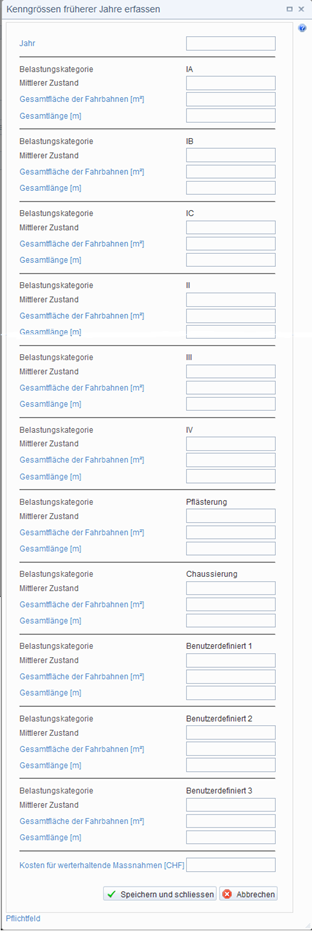 Kenngrössen früherer Jahre erfassen
Jahr
Belastungskategorie IA
Mittlerer Zustand
Gesamtfläche der Fahrbahnen [m²]
Gesamtlänge [m]
Belastungskategorie IB
Mittlerer Zustand
Gesamtfläche der Fahrbahnen [m²]
Gesamtlänge [m]
Belastungskategorie IC
Mittlerer Zustand
Gesamtfläche der Fahrbahnen [m²]
Gesamtlänge [m]
Belastungskategorie II
Mittlerer Zustand
Gesamtfläche der Fahrbahnen [m²]
Gesamtlänge [m]
Belastungskategorie III
Mittlerer Zustand
Gesamtfläche der Fahrbahnen [m²]
Gesamtlänge [m]
Belastungskategorie IV
Mittlerer Zustand
Gesamtfläche der Fahrbahnen [m²]
Gesamtlänge [m]
Belastungskategorie Pflästerung
Mittlerer Zustand
Gesamtfläche der Fahrbahnen [m²]
Gesamtlänge [m]
Belastungskategorie Chaussierung
Mittlerer Zustand
Gesamtfläche der Fahrbahnen [m²]
Gesamtlänge [m]
Belastungskategorie Benutzerdefiniert 1
Mittlerer Zustand
Gesamtfläche der Fahrbahnen [m²]
Gesamtlänge [m]
Belastungskategorie Benutzerdefiniert 2
Mittlerer Zustand
Gesamtfläche der Fahrbahnen [m²]
Gesamtlänge [m]
Belastungskategorie Benutzerdefiniert 3
Mittlerer Zustand
Gesamtfläche der Fahrbahnen [m²]
Gesamtlänge [m]
Kosten für werterhaltende Massnahmen [CHF]
Speichern und schliessen Abbrechen
Pflichtfeld